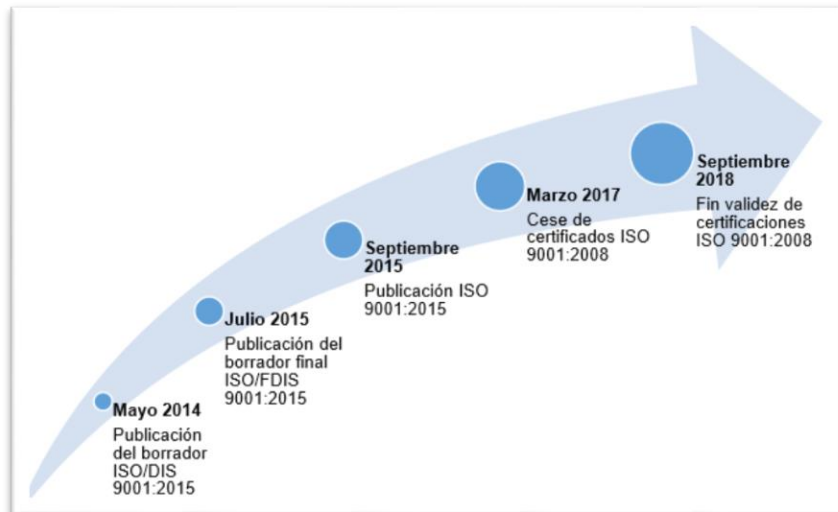 Mayo 2014
Publicación
del borrador
ISO/DIS
9001:2015
Julio 2015
Publicación del
borrador final
ISO/FDIS
9001:2015
Septiembre
2015
Publicación ISO
9001:2015
Marzo 2017
Cese de
certificados ISO
9001:2008
Septiembre
2018
Fin validez de
certificaciones
ISO 9001:2008